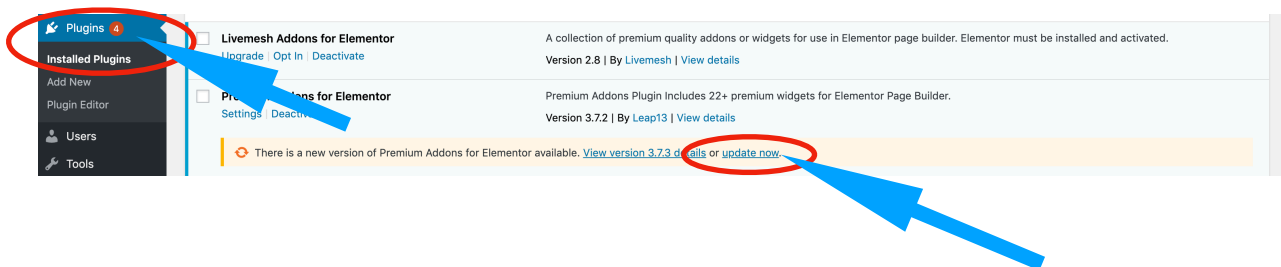 Plugins 4
Installed Plugins
Add New
Plugin Editor
Users
Tools
Livemesh Addons for Elementor
Upgrade | Opt In | Deactivate
A collection of premium quality addons or widgets for use in Elementor page builder. Elementor must be installed and activated.
Version 2.8 | By Livemesh | View details
ons for Elementor
Settings | Deac
Premium Addons Plugin Includes 22+ premium widgets for Elementor Page Builder.
Version 3.7.2 | By Leap13 | View details
There is a new version of Premium Addons for Elementor available. View version 3.7.3 details or update now.